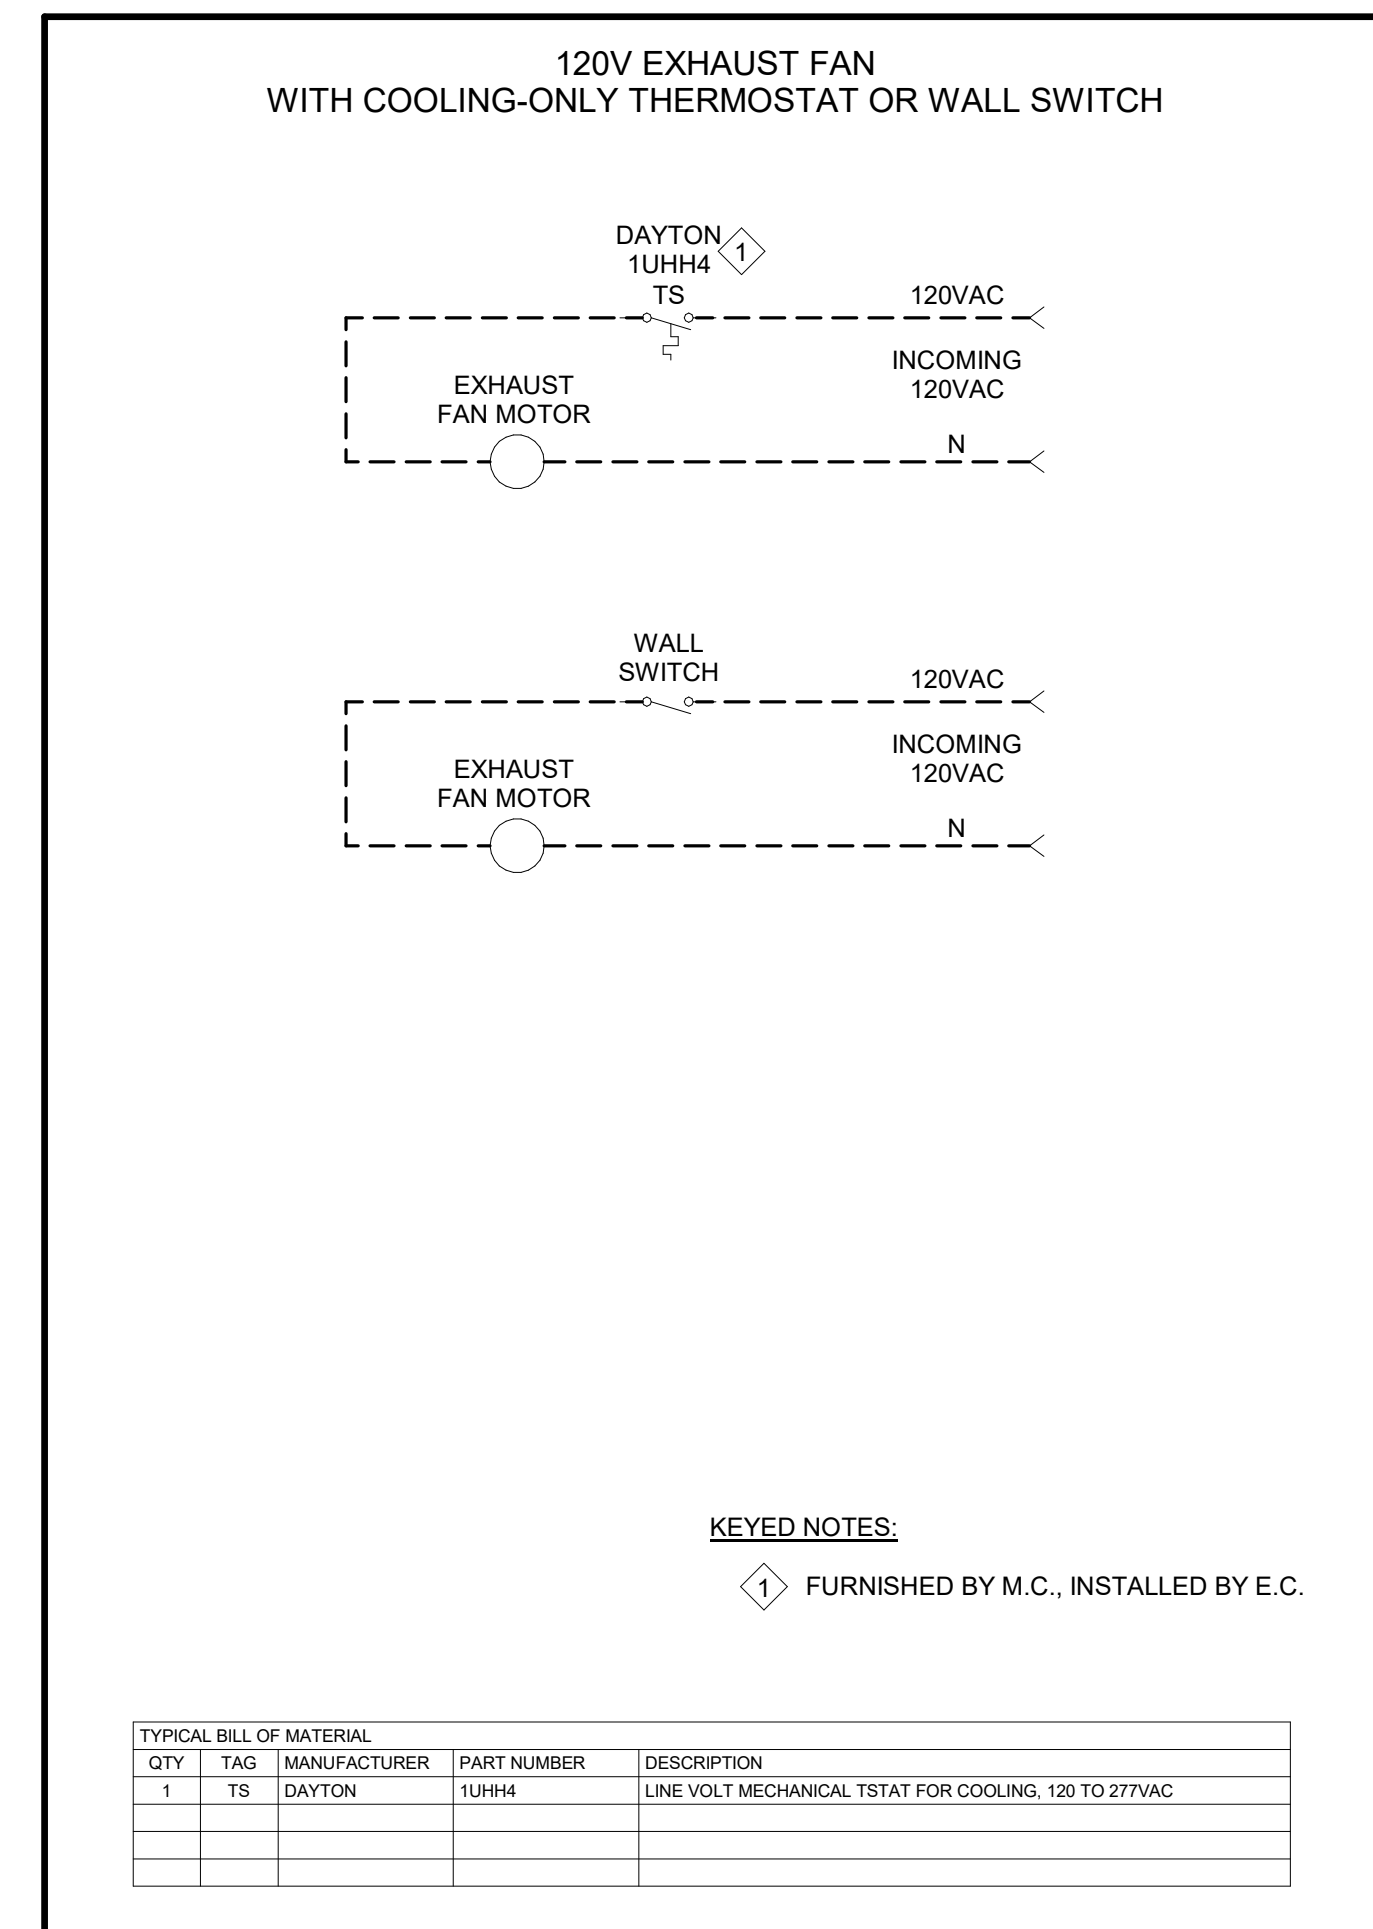 120V EXHAUST FAN
WITH COOLING-ONLY THERMOSTAT OR WALL SWITCH
DAYTON
1UHH4
1
TS
120VAC
INCOMING
120VAC
EXHAUST
FAN MOTOR
N
WALL
SWITCH
120VAC
INCOMING
120VAC
EXHAUST
FAN MOTOR
N
KEYED NOTES:
1 FURNISHED BY M.C., INSTALLED BY E.C.
TYPICAL BILL OF MATERIAL
QTY TAG MANUFACTURER PART NUMBER DESCRIPTION
1 TS DAYTON 1UHH4 LINE VOLT MECHANICAL TSTAT FOR COOLING, 120 TO 277VAC